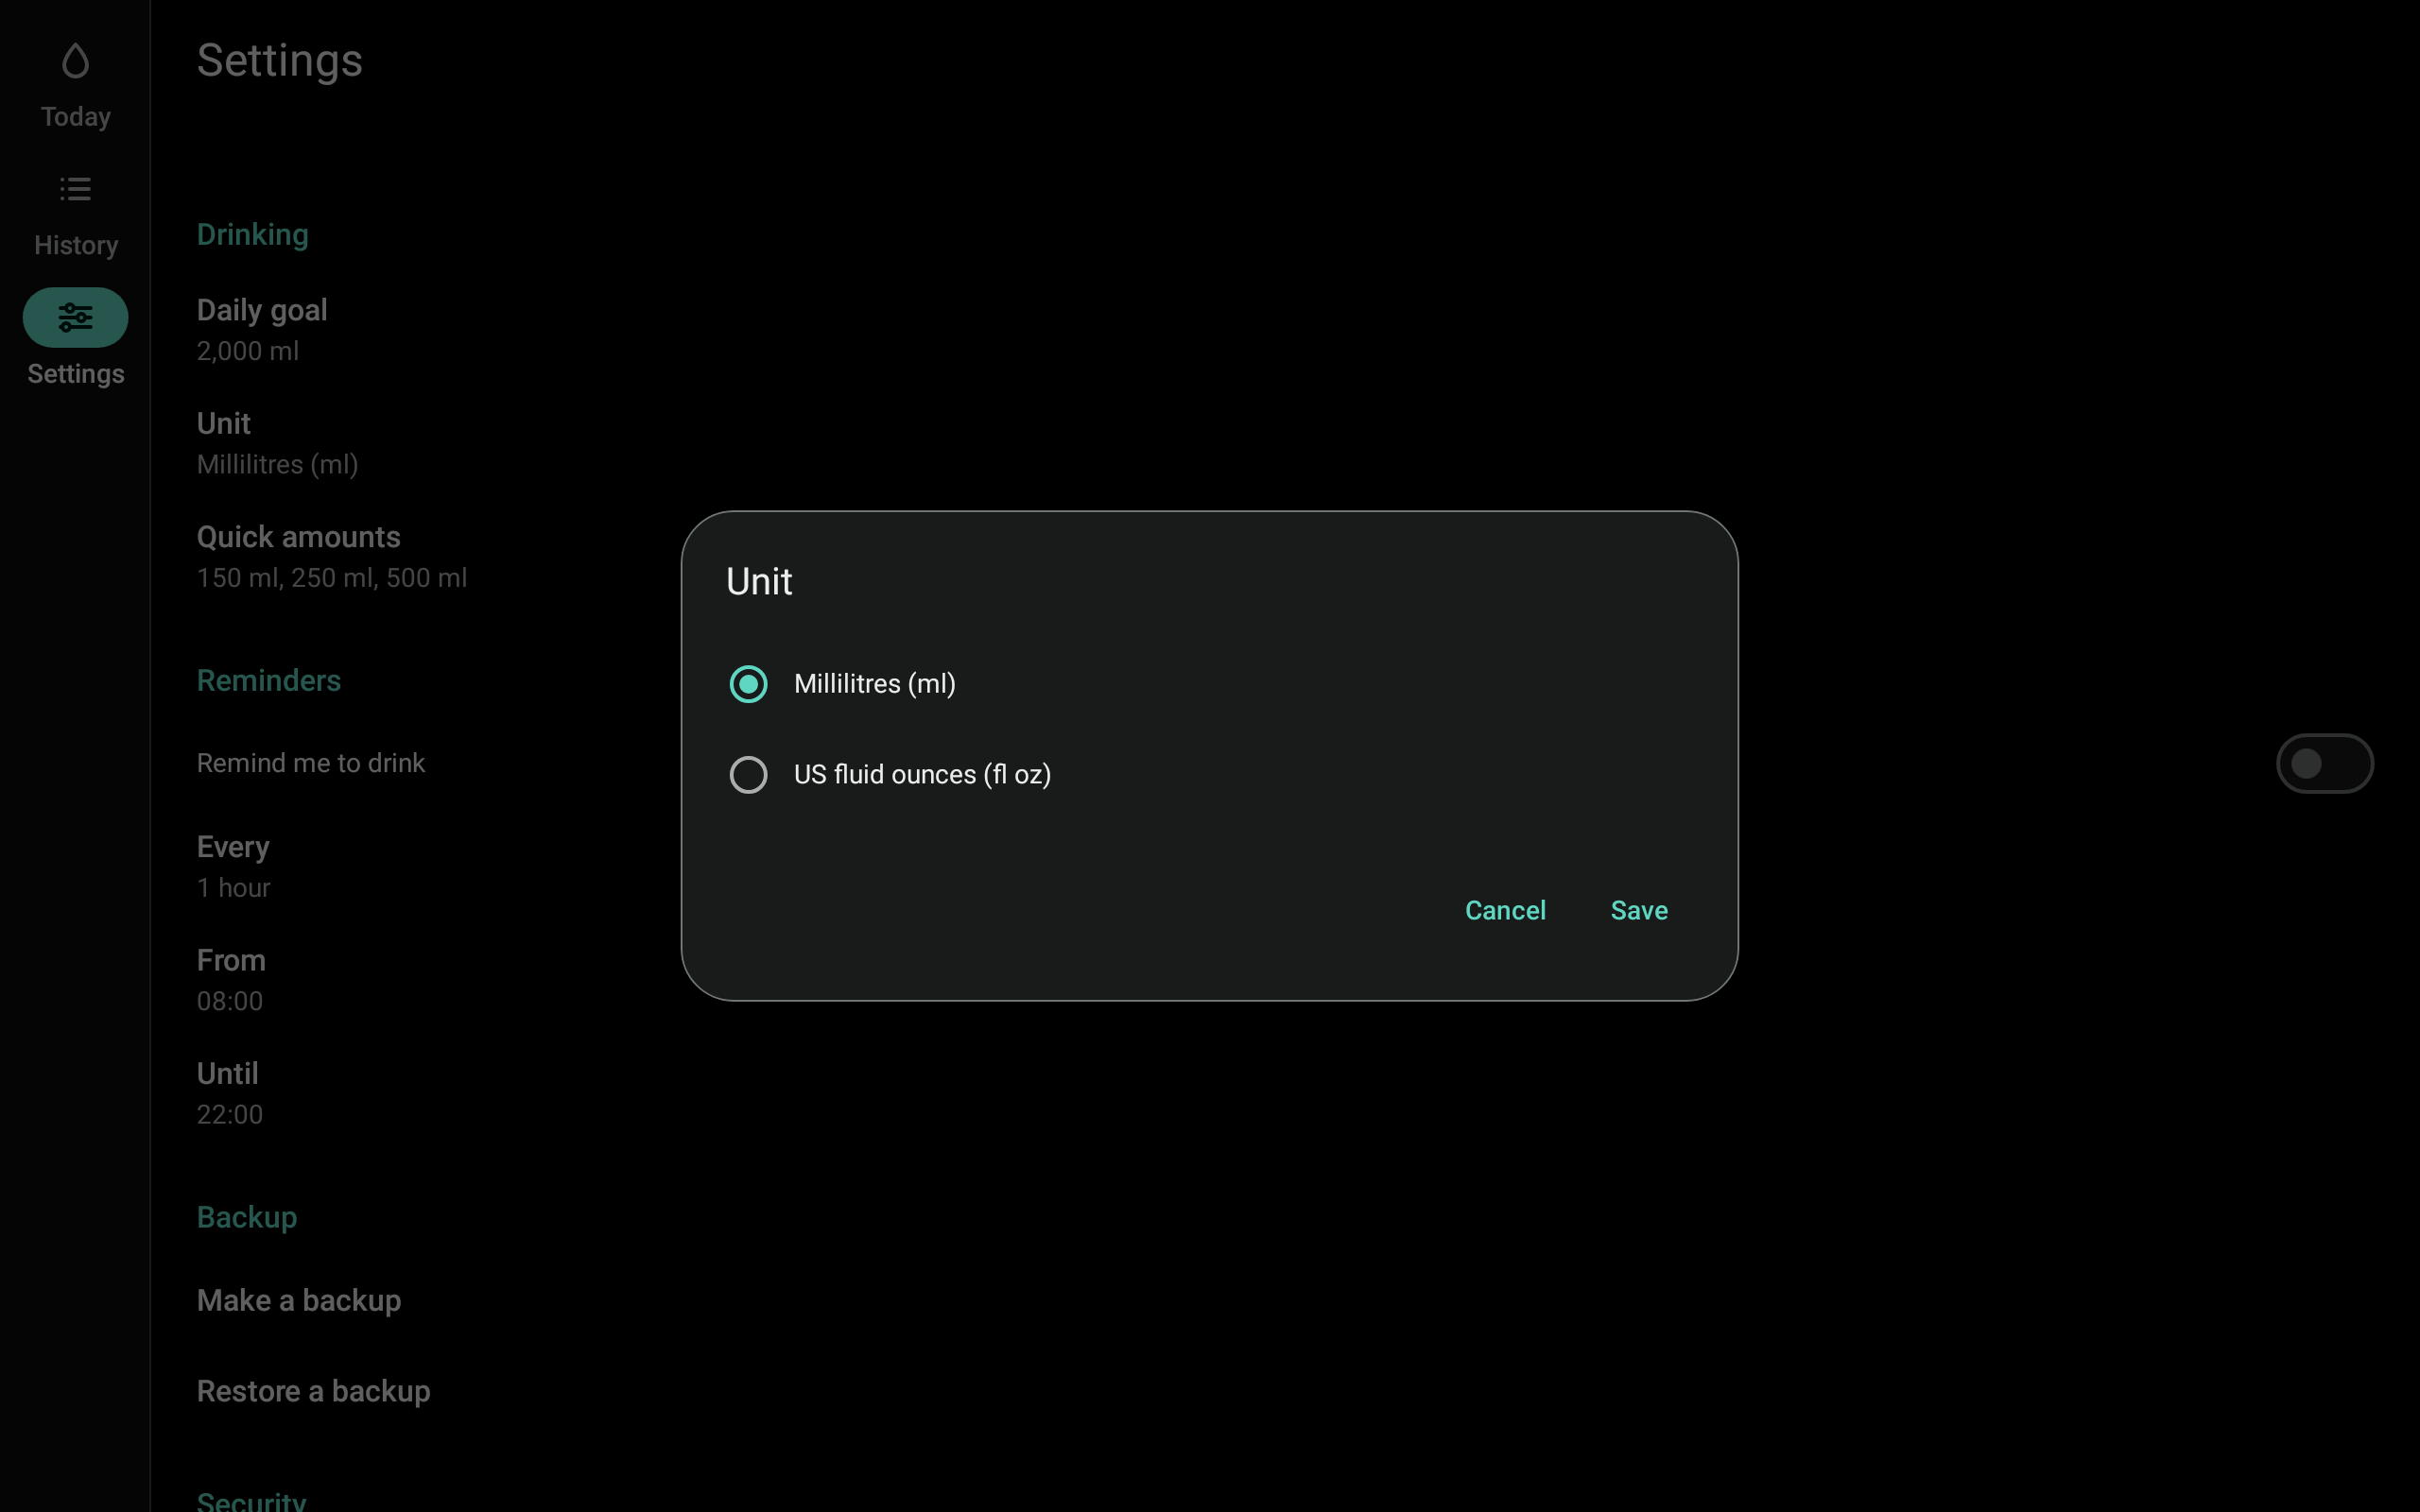 Today
History
Settings
Settings
Drinking
Daily goal
2,000 ml
Unit
Millilitres (ml)
Quick amounts
150 ml, 250 ml, 500 ml
Reminders
Remind me to drink
Every
1 hour
From
08:00
Until
22:00
Backup
Make a backup
Restore a backup
Security
Unit
Millilitres (ml)
US fluid ounces (fl oz)
Cancel
Save